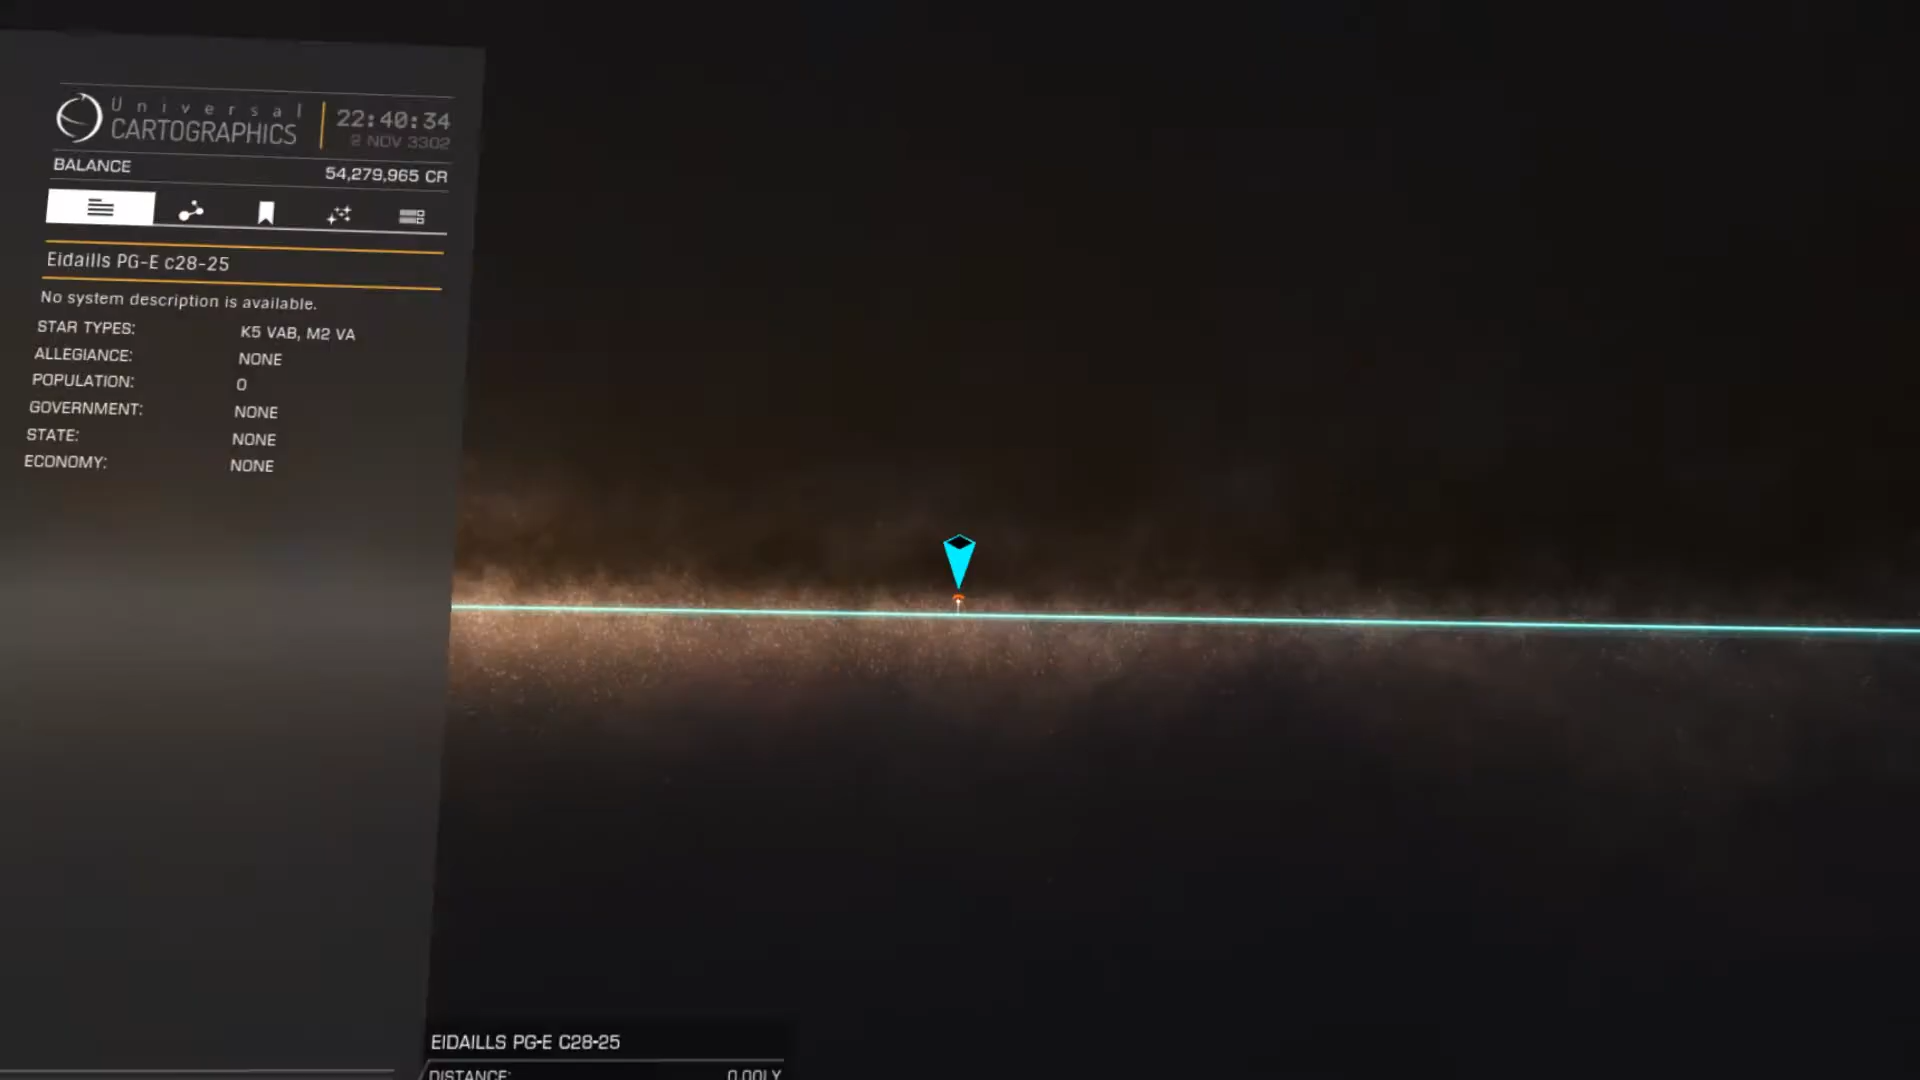 Universal
CARTOGRAPHICS
22:40:34
2 NOV 3302
BALANCE 54,279,965 CR
Eidaills PG-E c28-25
No system description is available.
STAR TYPES: K5 VAB, M2 VA
ALLEGIANCE: NONE
POPULATION: 0
GOVERNMENT: NONE
STATE: NONE
ECONOMY: NONE
EIDAILLS PG-E C28-25
DISTANCE: 0.00LY